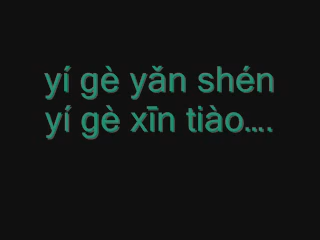 yí gè yǎn shén
yí gè xīn tiào….